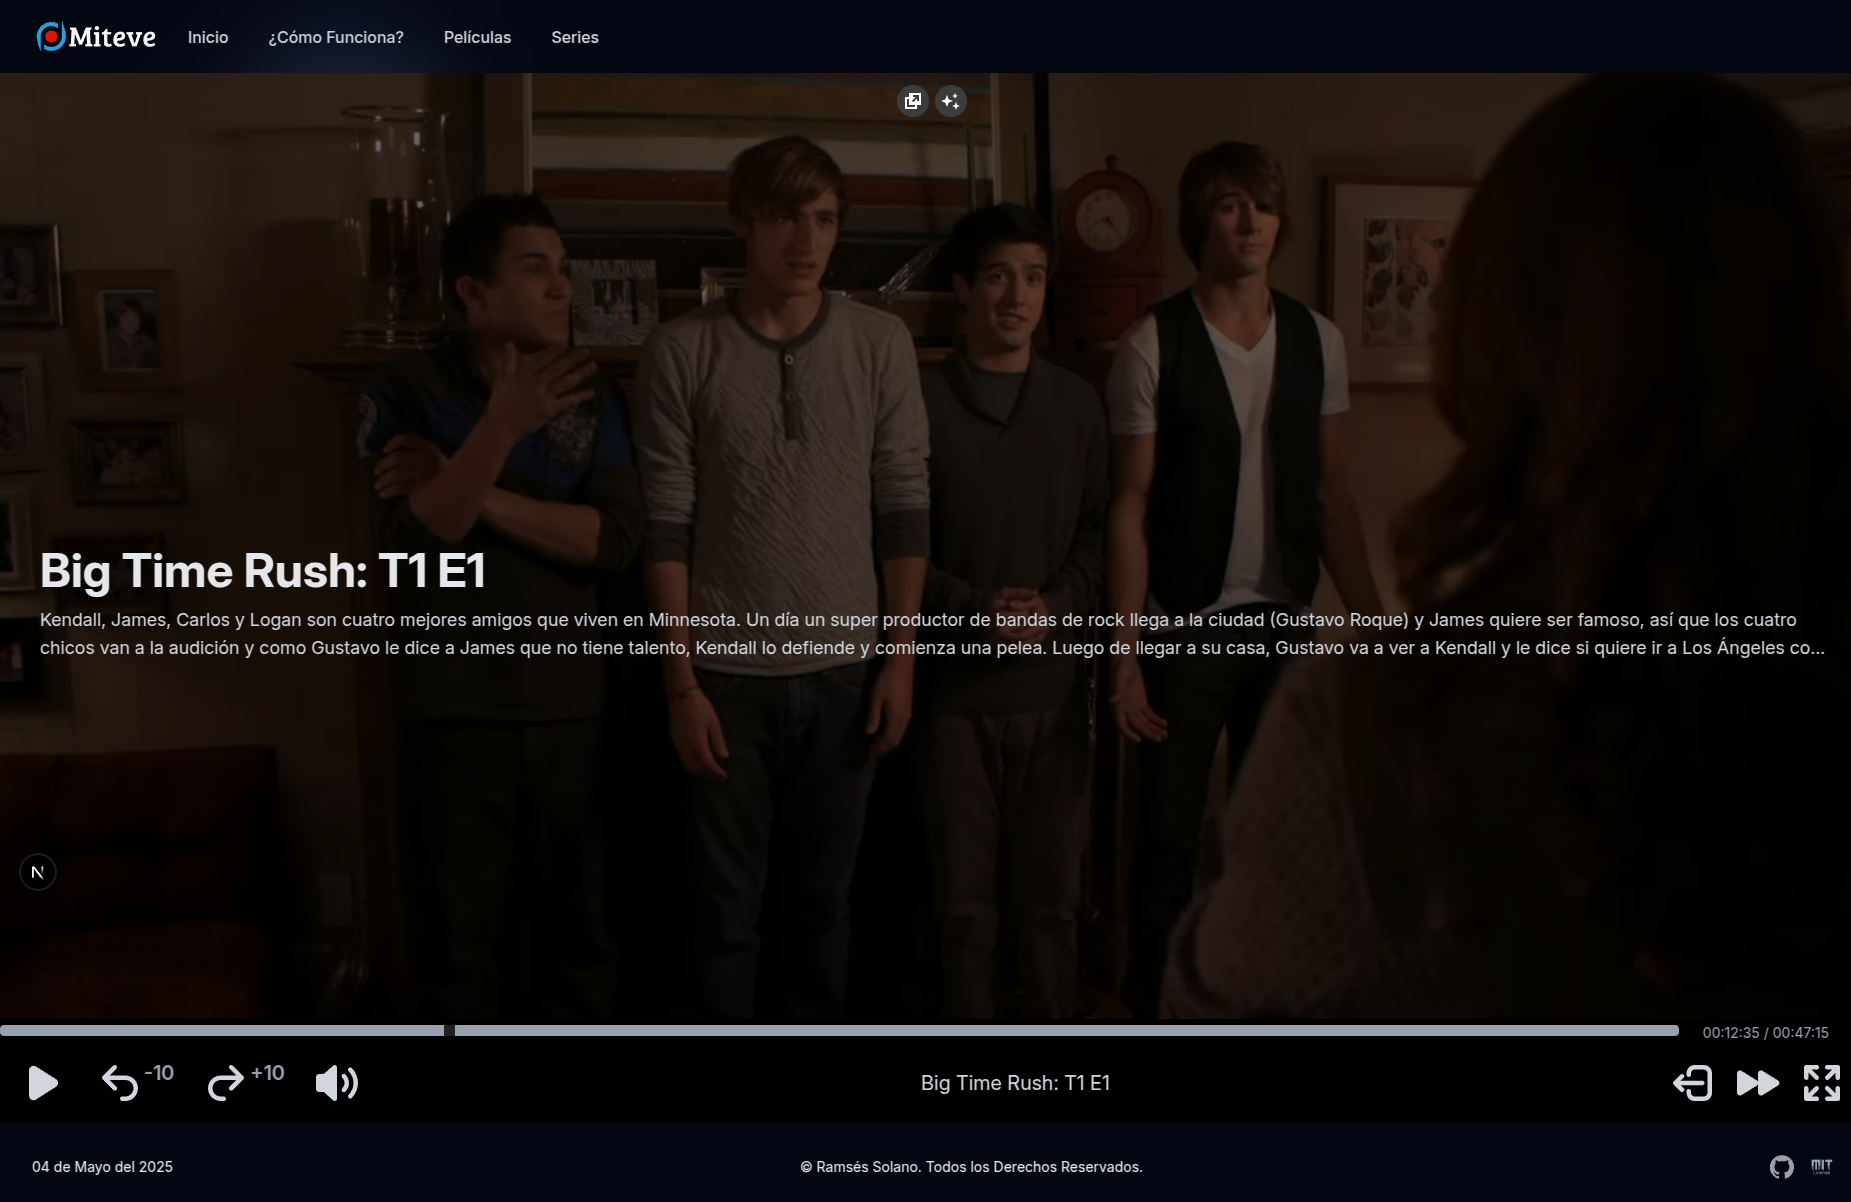 Miteve
Inicio
¿Cómo Funciona?
Películas
Series
Big Time Rush: T1 E1
Kendall, James, Carlos y Logan son cuatro mejores amigos que viven en Minnesota. Un día un super productor de bandas de rock llega a la ciudad (Gustavo Roque) y James quiere ser famoso, así que los cuatro
chicos van a la audición y como Gustavo le dice a James que no tiene talento, Kendall lo defiende y comienza una pelea. Luego de llegar a su casa, Gustavo va a ver a Kendall y le dice si quiere ir a Los Ángeles co...
N
00:12:35 / 00:47:15
-10
+10
Big Time Rush: T1 E1
04 de Mayo del 2025
© Ramsés Solano. Todos los Derechos Reservados.
MIT
License